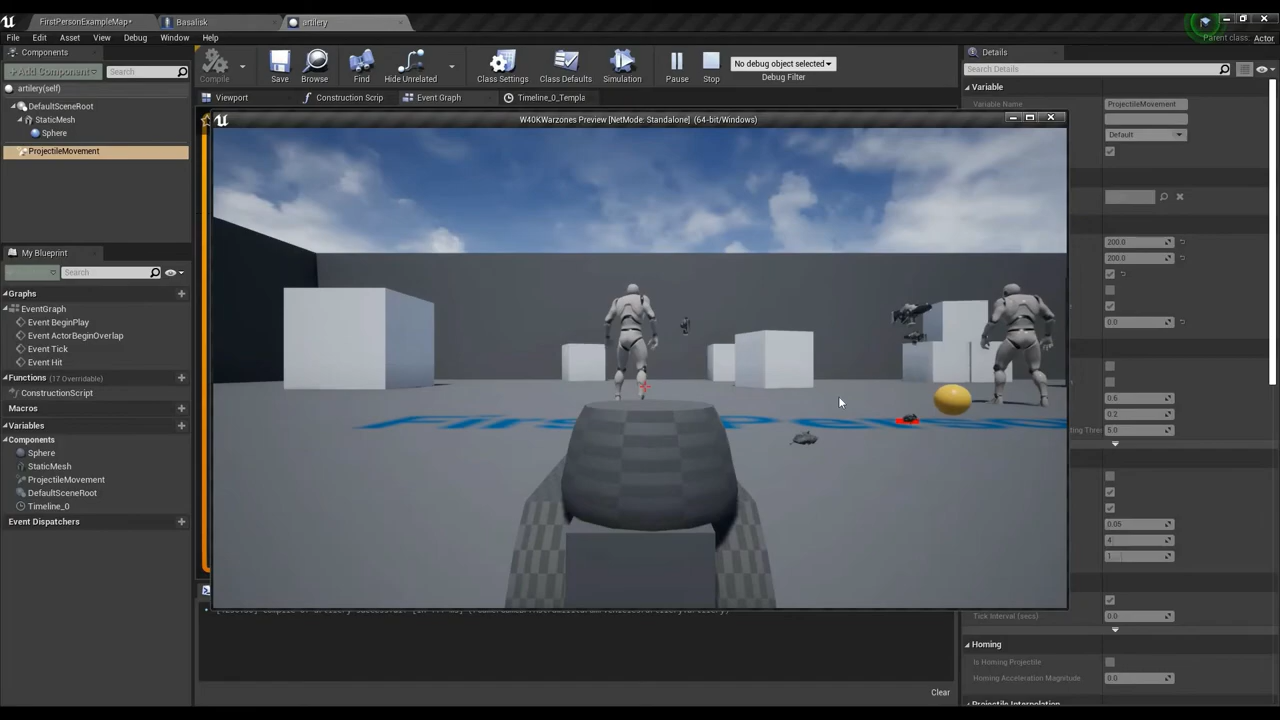 FirstPersonExampleMap*
Basalisk
artilery
File
Edit
Asset
View
Debug
Window
Help
Parent class: Actor
Components
+Add Component
Search
artilery(self)
DefaultSceneRoot
StaticMesh
Sphere
ProjectileMovement
Compile
Save
Browse
Find
Hide Unrelated
Class Settings
Class Defaults
Simulation
Pause
Stop
No debug object selected
Debug Filter
Viewport
Construction Scrip
Event Graph
Timeline_0_Templa
W40KWarzones Preview [NetMode: Standalone] (64-bit/Windows)
My Blueprint
Search
Graphs
EventGraph
Event BeginPlay
Event ActorBeginOverlap
Event Tick
Event Hit
Functions (17 Overridable)
ConstructionScript
Macros
Variables
Components
Sphere
StaticMesh
ProjectileMovement
DefaultSceneRoot
Timeline_0
Event Dispatchers
Clear
Details
Search Details
Variable
Variable Name
ProjectileMovement
Default
200.0
200.0
0.0
0.6
0.2
5.0
0.05
4
1
Tick Interval (secs)
0.0
Homing
Is Homing Projectile
Homing Acceleration Magnitude
0.0
Projectile Interpolation